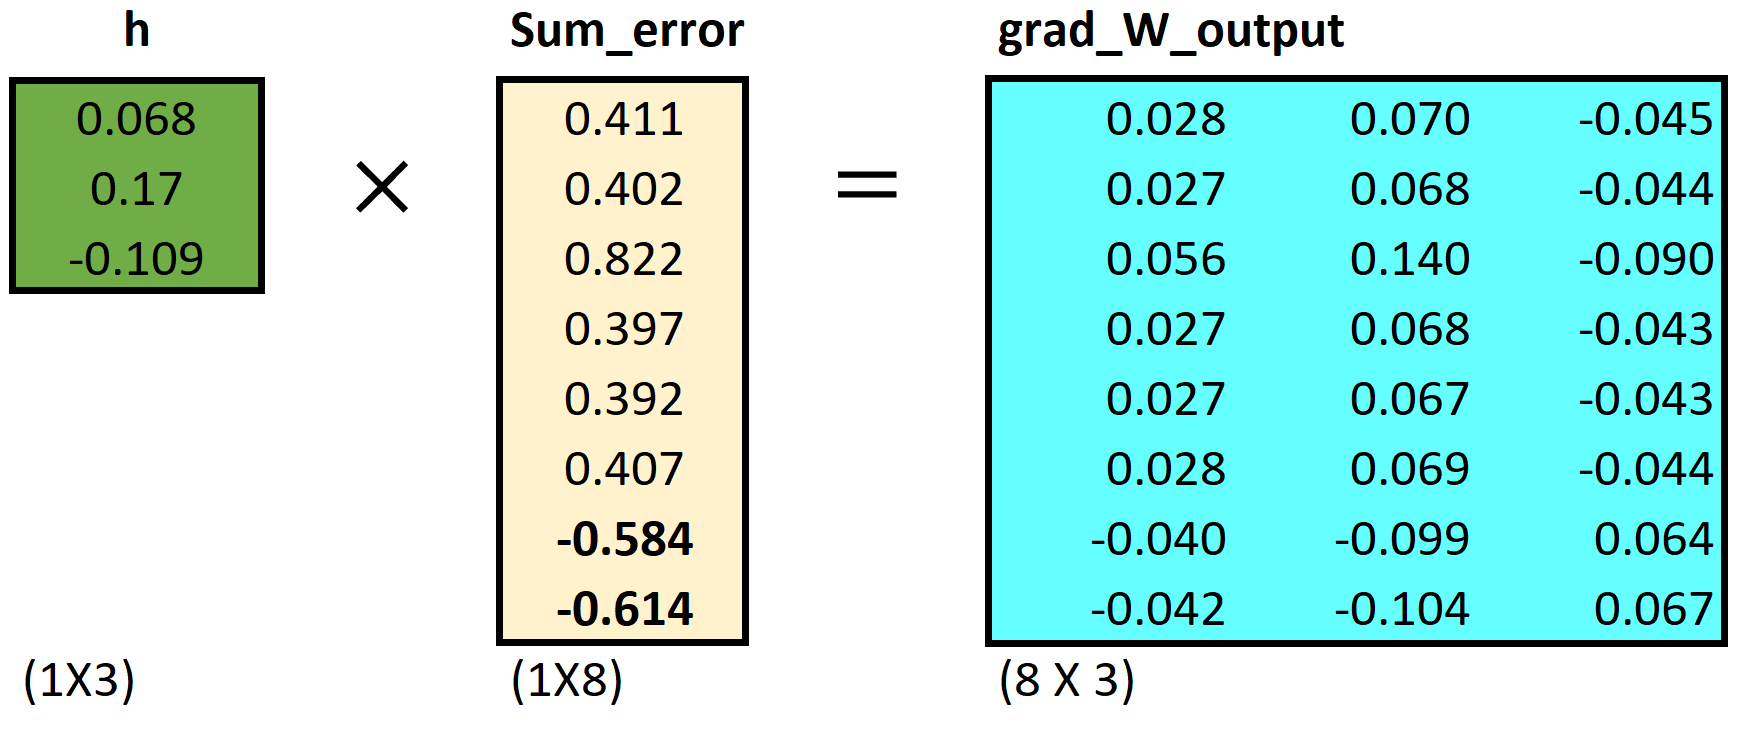 h Sum_error grad_W_output
0.068 0.411 0.028 0.070 -0.045
0.17 × 0.402 = 0.027 0.068 -0.044
-0.109 0.822 0.056 0.140 -0.090
0.397 0.027 0.068 -0.043
0.392 0.027 0.067 -0.043
0.407 0.028 0.069 -0.044
-0.584 -0.040 -0.099 0.064
-0.614 -0.042 -0.104 0.067
(1X3) (1X8) (8 X 3)